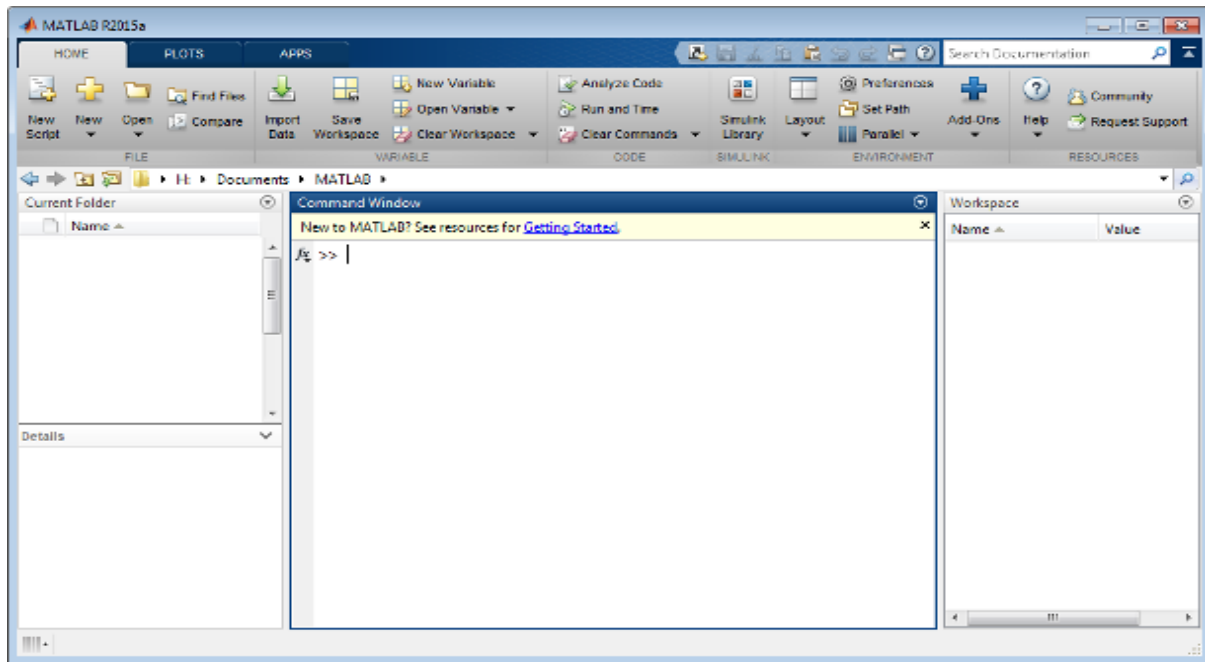 MATLAB R2015a
HOME PLOTS APPS Search Documentation
New Script New Open Find Files Compare Import Data Save Workspace New Variable Open Variable Clear Workspace Analyze Code Run and Time Clear Commands Simulink Library Layout Preferences Set Path Parallel Add-Ons Help Community Request Support
FILE VARIABLE CODE SIMULINK ENVIRONMENT RESOURCES
H: Documents MATLAB
Current Folder Command Window Workspace
Name New to MATLAB? See resources for Getting Started. Name Value
fx >>
Details